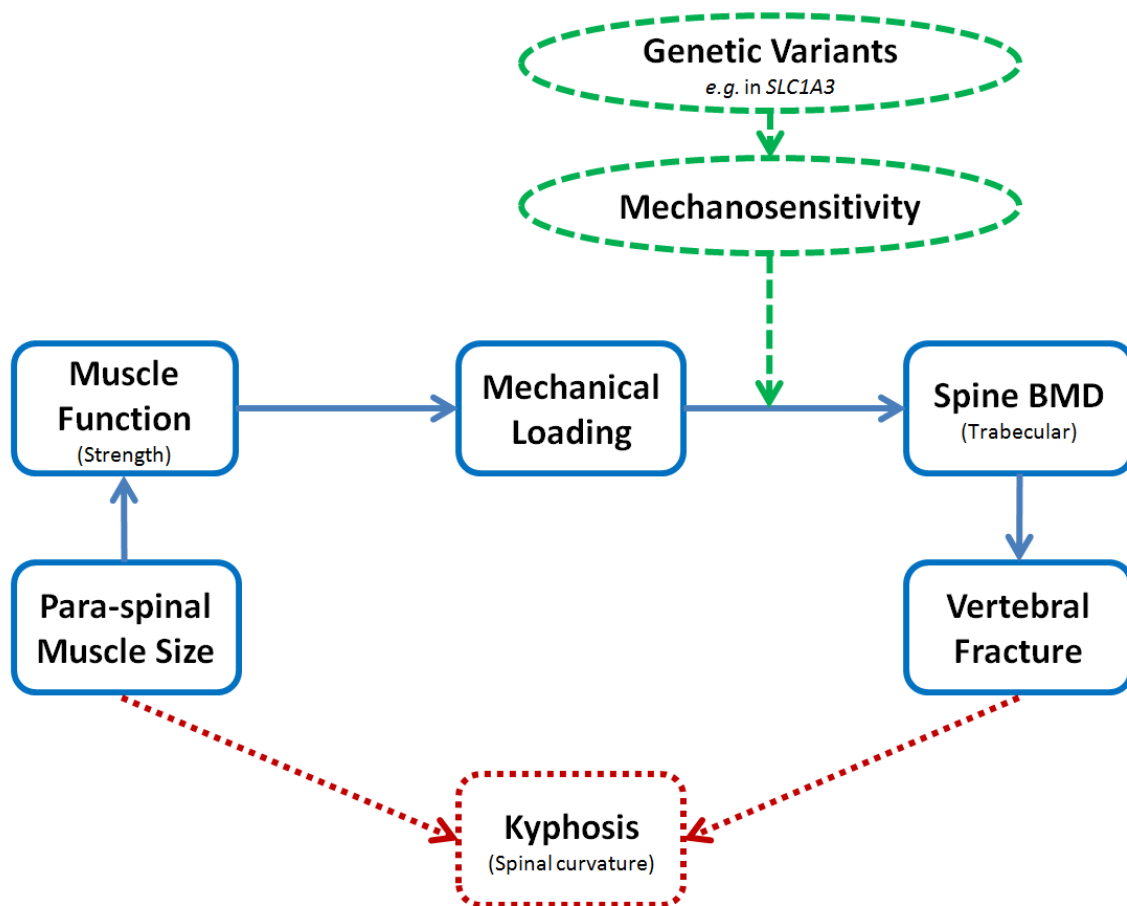 Genetic Variants
e.g. in SLC1A3
Mechanosensitivity
Muscle
Function
(Strength)
Mechanical
Loading
Spine BMD
(Trabecular)
Para-spinal
Muscle Size
Vertebral
Fracture
Kyphosis
(Spinal curvature)